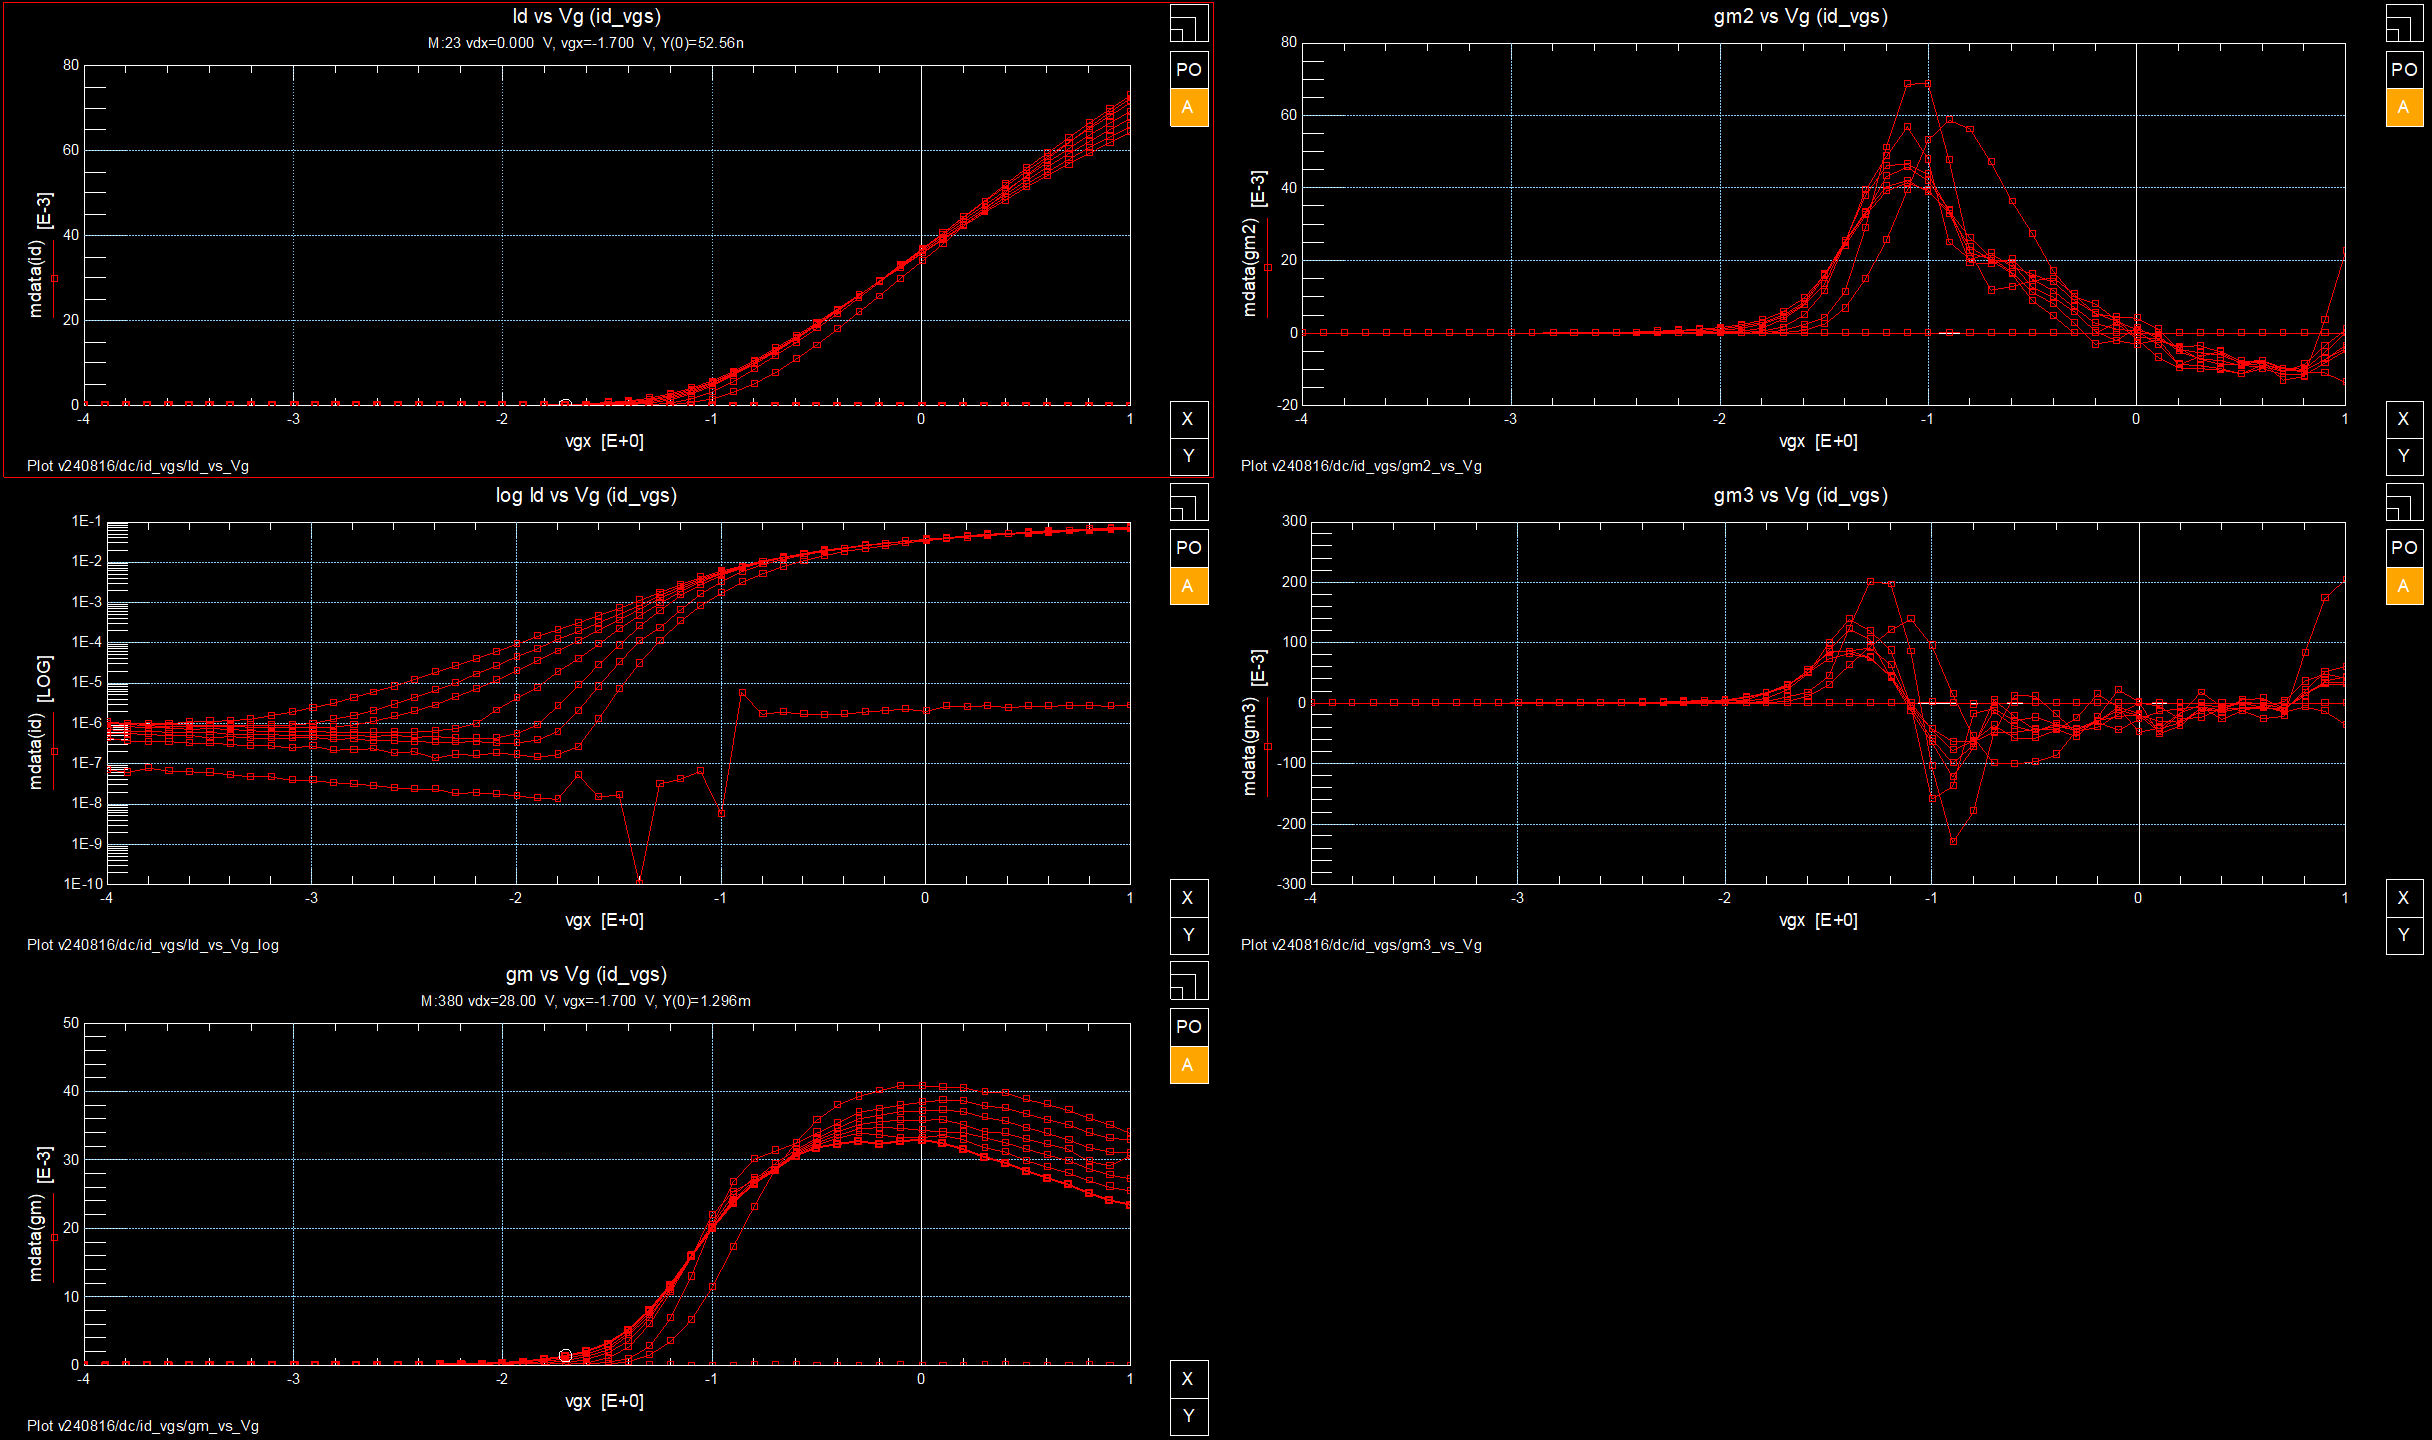 Id vs Vg (id_vgs)
M:23 vdx=0.000 V, vgx=-1.700 V, Y(0)=52.56n
PO
A
80
60
40
20
0
mdata(id) [E-3]
-4 -3 -2 -1 0 1
vgx [E+0]
X
Y
Plot v240816/dc/id_vgs/Id_vs_Vg
gm2 vs Vg (id_vgs)
PO
A
80
60
40
20
0
-20
mdata(gm2) [E-3]
-4 -3 -2 -1 0 1
vgx [E+0]
X
Y
Plot v240816/dc/id_vgs/gm2_vs_Vg
log Id vs Vg (id_vgs)
PO
A
1E-1
1E-2
1E-3
1E-4
1E-5
1E-6
1E-7
1E-8
1E-9
1E-10
mdata(id) [LOG]
-4 -3 -2 -1 0 1
vgx [E+0]
X
Y
Plot v240816/dc/id_vgs/Id_vs_Vg_log
gm3 vs Vg (id_vgs)
PO
A
300
200
100
0
-100
-200
-300
mdata(gm3) [E-3]
-4 -3 -2 -1 0 1
vgx [E+0]
X
Y
Plot v240816/dc/id_vgs/gm3_vs_Vg
gm vs Vg (id_vgs)
M:380 vdx=28.00 V, vgx=-1.700 V, Y(0)=1.296m
PO
A
50
40
30
20
10
0
mdata(gm) [E-3]
-4 -3 -2 -1 0 1
vgx [E+0]
X
Y
Plot v240816/dc/id_vgs/gm_vs_Vg